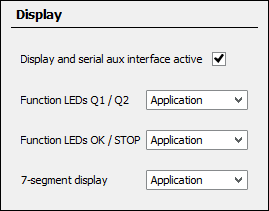 Display
Display and serial aux interface active
Function LEDs Q1 / Q2 Application
Function LEDs OK / STOP Application
7-segment display Application